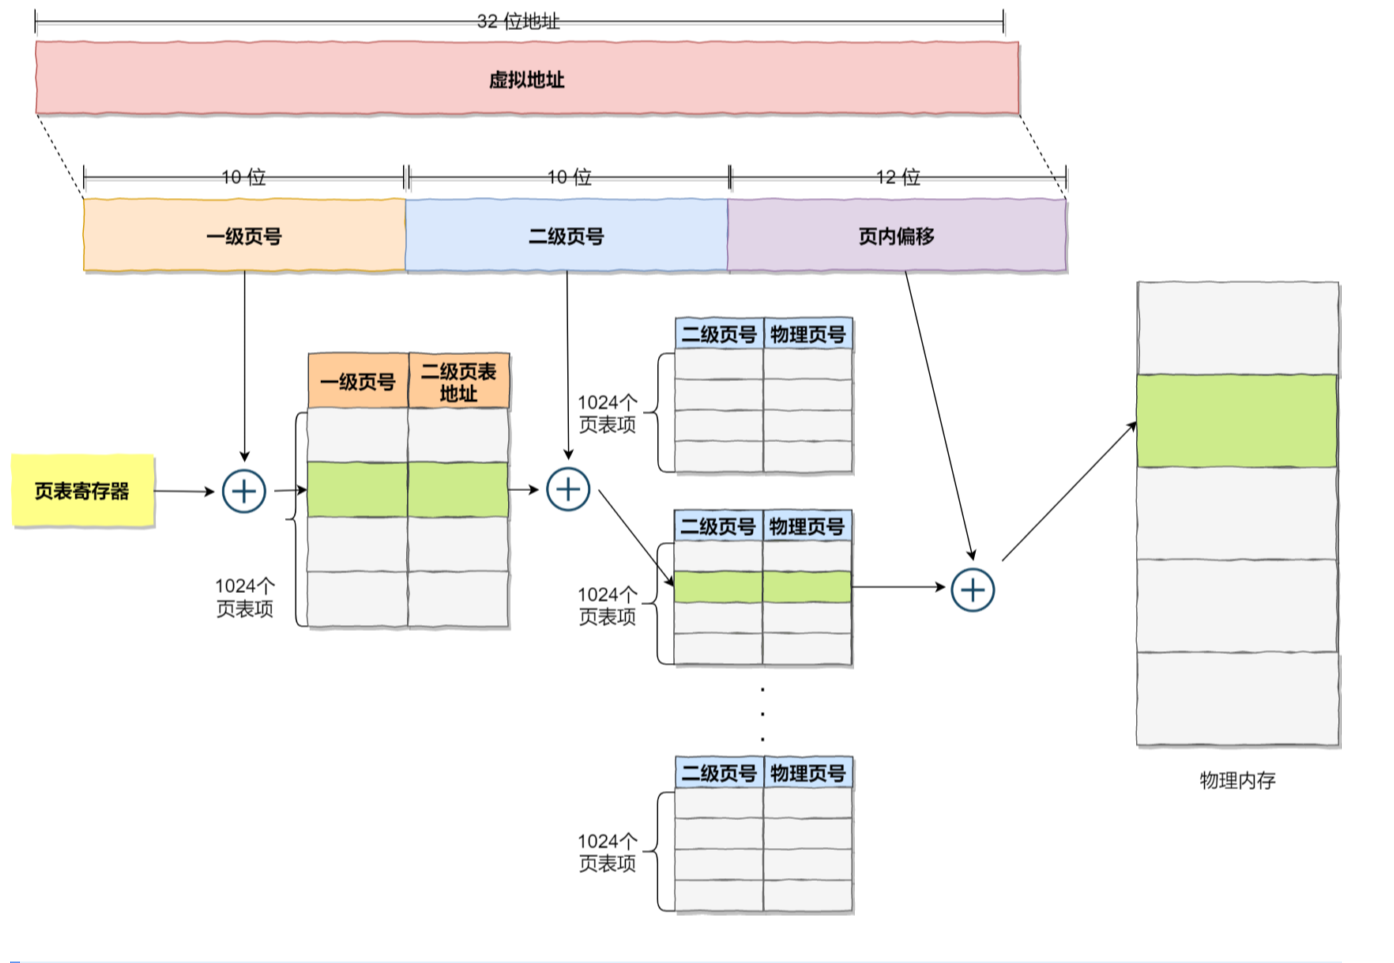 32 位地址
虚拟地址
10 位
10 位
12 位
一级页号
二级页号
页内偏移
二级页号
物理页号
一级页号
二级页表
地址
1024个
页表项
页表寄存器
二级页号
物理页号
1024个
页表项
1024个
页表项
二级页号
物理页号
物理内存
1024个
页表项